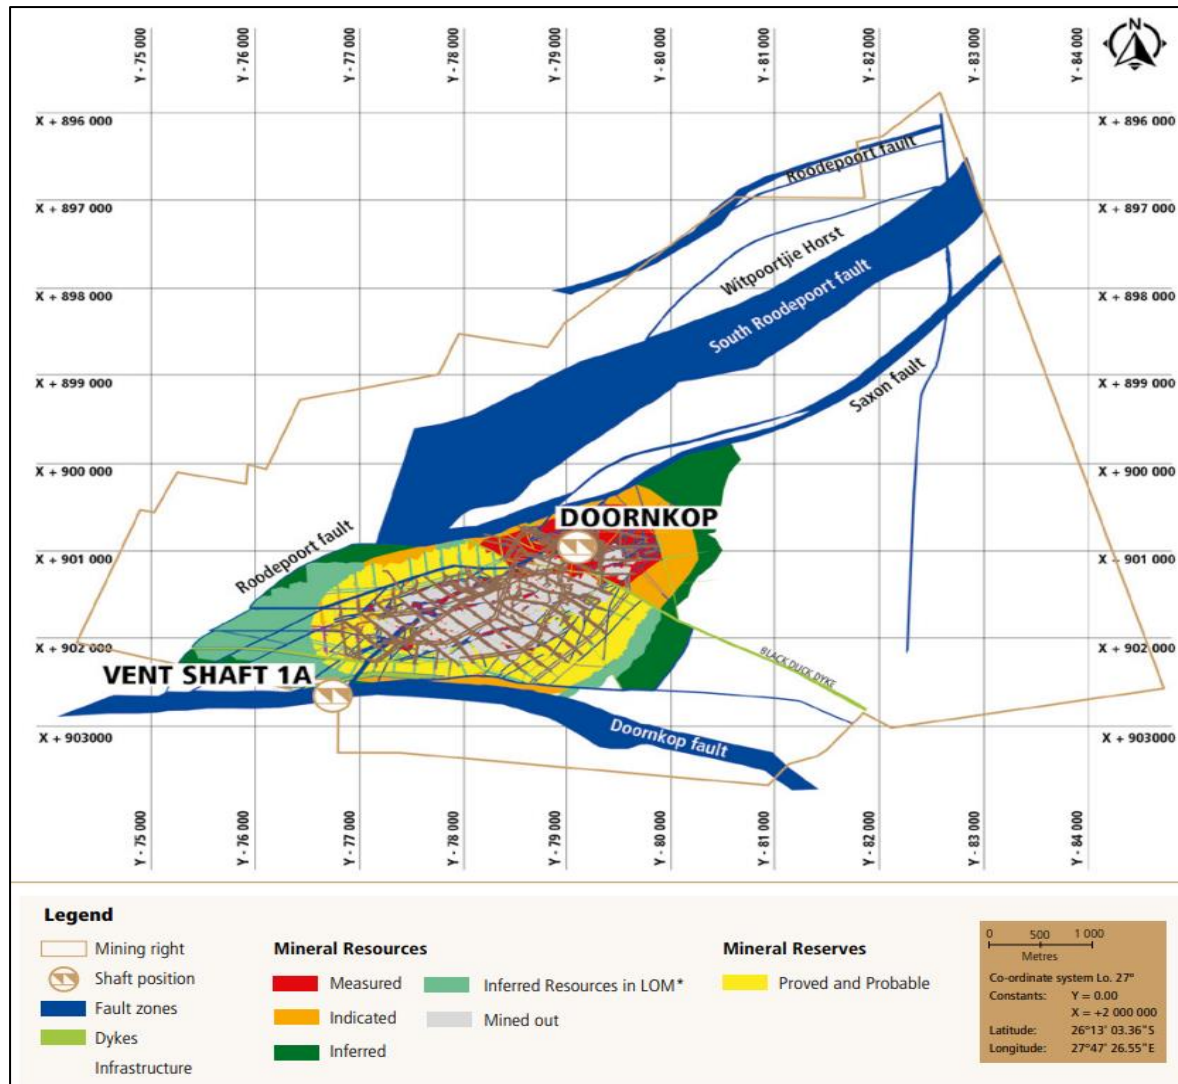 N
Y - 75 000
Y - 76 000
Y - 77 000
Y - 78 000
Y - 79 000
Y - 80 000
Y - 81 000
Y - 82 000
Y - 83 000
Y - 84 000
X + 896 000
X + 896 000
Roodepoort fault
X + 897 000
X + 897 000
Witpoortjie Horst
South Roodepoort fault
X + 898 000
X + 898 000
X + 899 000
X + 899 000
Saxon fault
X + 900 000
X + 900 000
DOORNKOP
Roodepoort fault
X + 901 000
X + 901 000
X + 902 000
X + 902 000
BLACK DUCK DYKE
VENT SHAFT 1A
Doornkop fault
X + 903000
X + 903000
Y - 75 000
Y - 76 000
Y - 77 000
Y - 78 000
Y - 79 000
Y - 80 000
Y - 81 000
Y - 82 000
Y - 83 000
Y - 84 000
Legend
Mining right
Shaft position
Fault zones
Dykes
Infrastructure
Mineral Resources
Measured
Indicated
Inferred
Inferred Resources in LOM*
Mined out
Mineral Reserves
Proved and Probable
0 500 1 000
Metres
Co-ordinate system Lo. 27°
Constants: Y = 0.00
X = +2 000 000
Latitude: 26°13' 03.36"S
Longitude: 27°47' 26.55"E